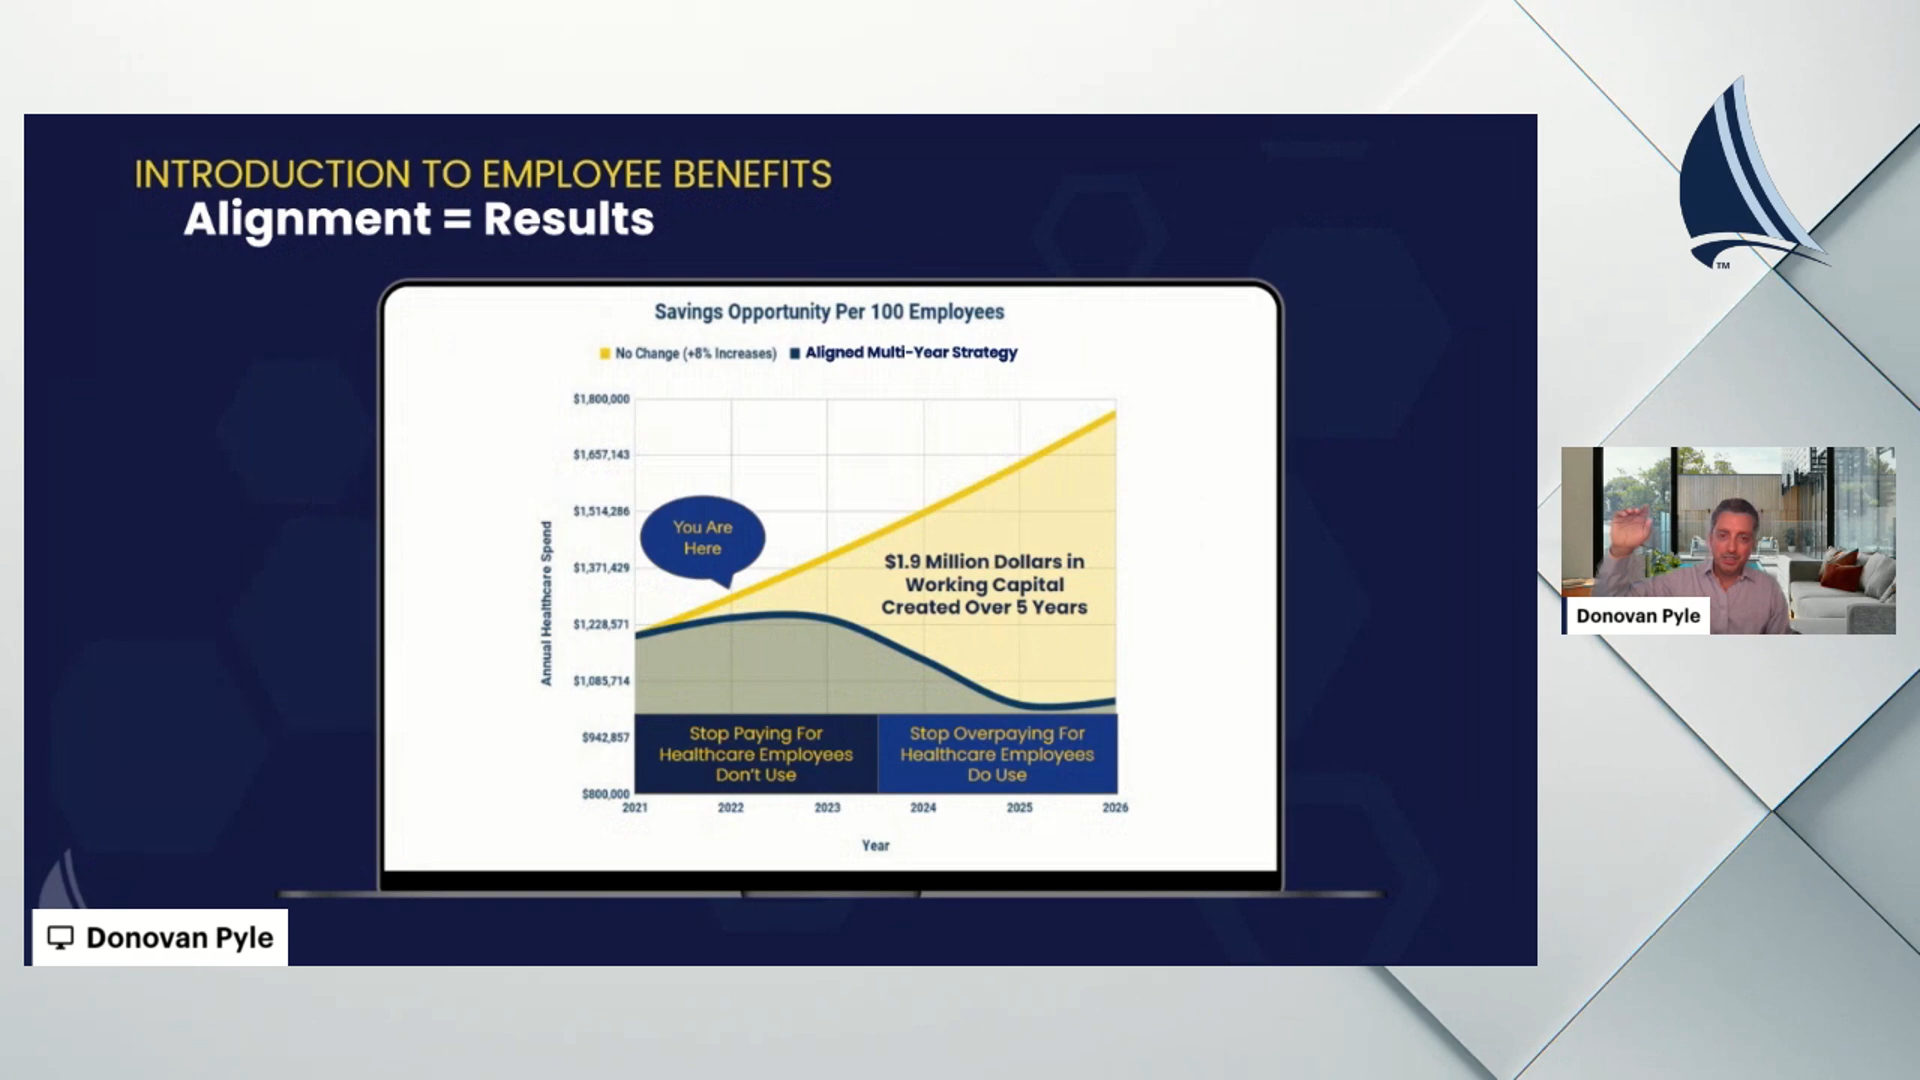 INTRODUCTION TO EMPLOYEE BENEFITS
Alignment = Results
Savings Opportunity Per 100 Employees
No Change (+8% Increases)
Aligned Multi-Year Strategy
$1,800,000
$1,657,143
$1,514,286
$1,371,429
$1,228,571
$1,085,714
$942,857
$800,000
Annual Healthcare Spend
You Are
Here
$1.9 Million Dollars in
Working Capital
Created Over 5 Years
Stop Paying For
Healthcare Employees
Don't Use
Stop Overpaying For
Healthcare Employees
Do Use
2021
2022
2023
2024
2025
2026
Year
Donovan Pyle
TM
Donovan Pyle